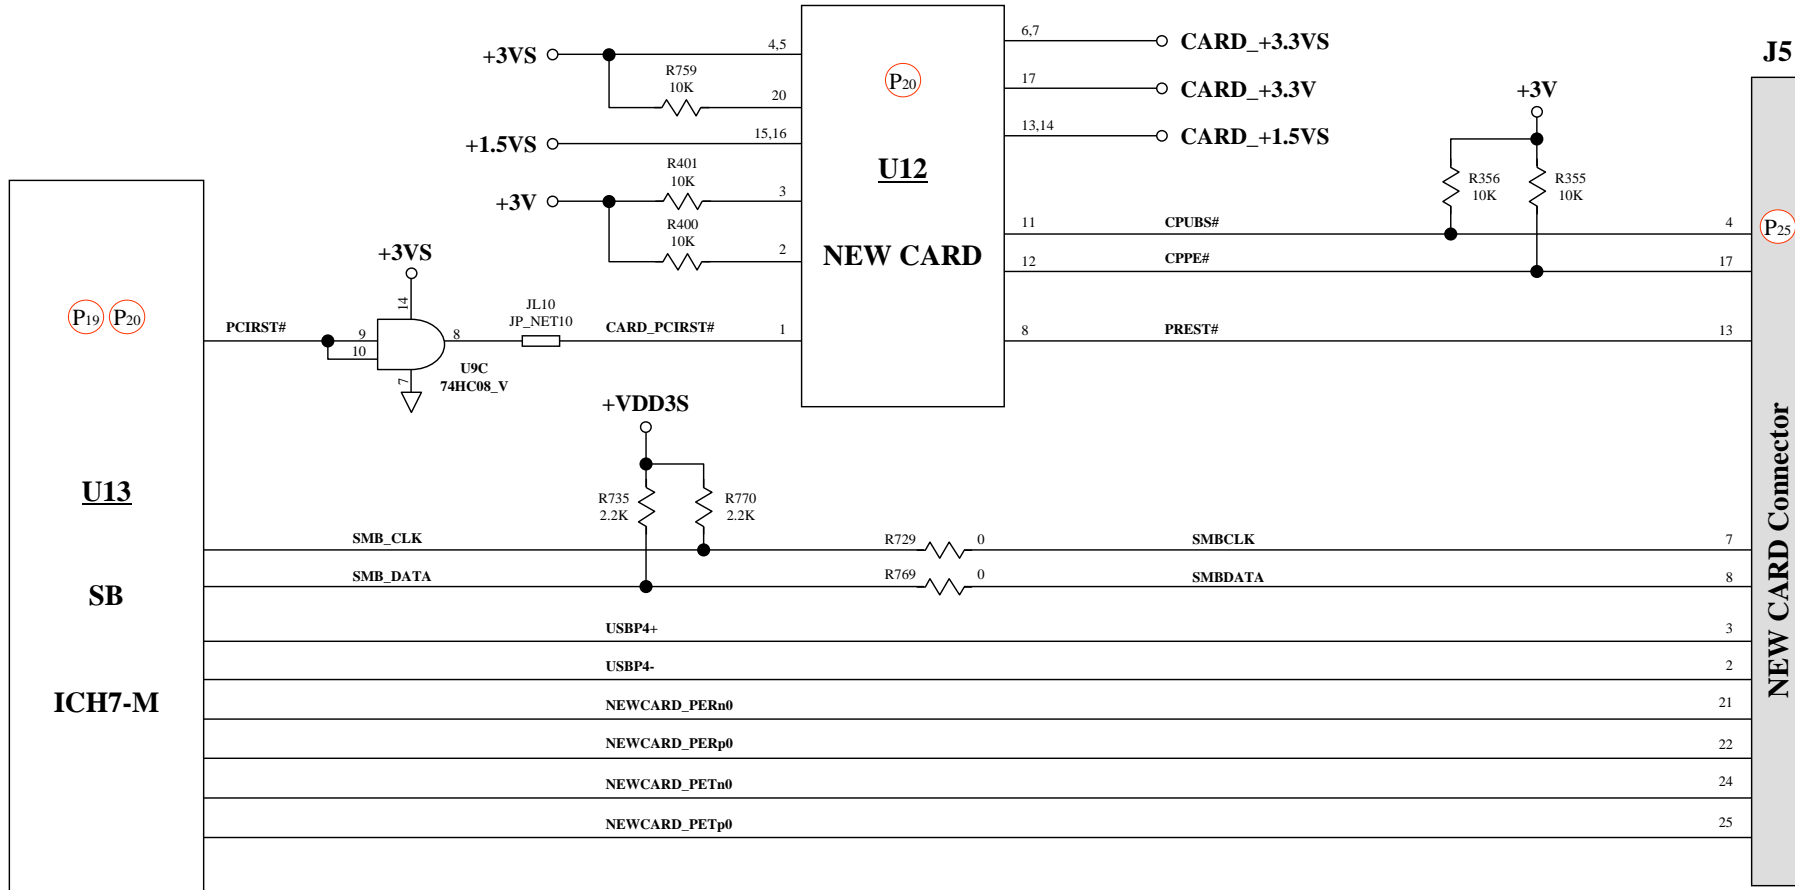 +3VS
4,5
R759
10K
20
+1.5VS
15,16
+3V
R401
10K
3
R400
10K
2
P20
U12
NEW CARD
6,7
CARD_+3.3VS
17
CARD_+3.3V
13,14
CARD_+1.5VS
J5
+3V
R356
10K
R355
10K
11
CPUBS#
4
P25
12
CPPE#
17
8
PREST#
13
P19
P20
PCIRST#
+3VS
14
9
10
8
7
U9C
74HC08_V
JL10
JP_NET10
CARD_PCIRST#
1
+VDD3S
R735
2.2K
R770
2.2K
U13
SB
ICH7-M
SMB_CLK
R729
0
SMBCLK
7
SMB_DATA
R769
0
SMBDATA
8
USBP4+
3
USBP4-
2
NEWCARD_PERn0
21
NEWCARD_PERp0
22
NEWCARD_PETn0
24
NEWCARD_PETp0
25
NEW CARD Connector